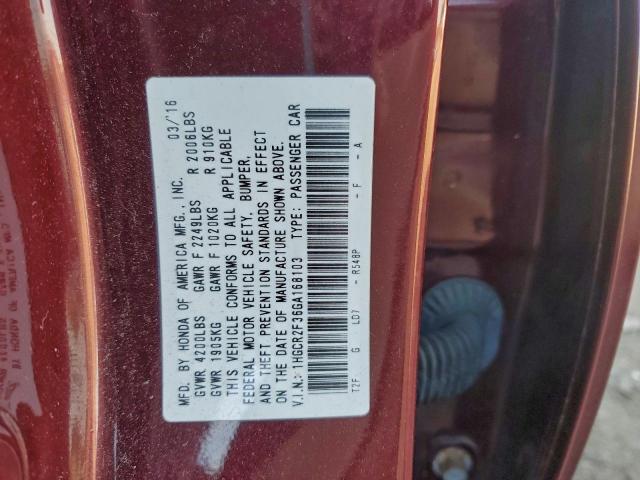 MFD. BY HONDA OF AMERICA MFG., INC. 03/'16
GVWR 4200LBS GAWR F 2249LBS R 2006LBS
GVWR 1905KG GAWR F 1020KG R 910KG
THIS VEHICLE CONFORMS TO ALL APPLICABLE
FEDERAL MOTOR VEHICLE SAFETY, BUMPER,
AND THEFT PREVENTION STANDARDS IN EFFECT
ON THE DATE OF MANUFACTURE SHOWN ABOVE.
V.I.N.: 1HGCR2F36GA168103 TYPE: PASSENGER CAR
T2F G LD7 - R548P - F - A